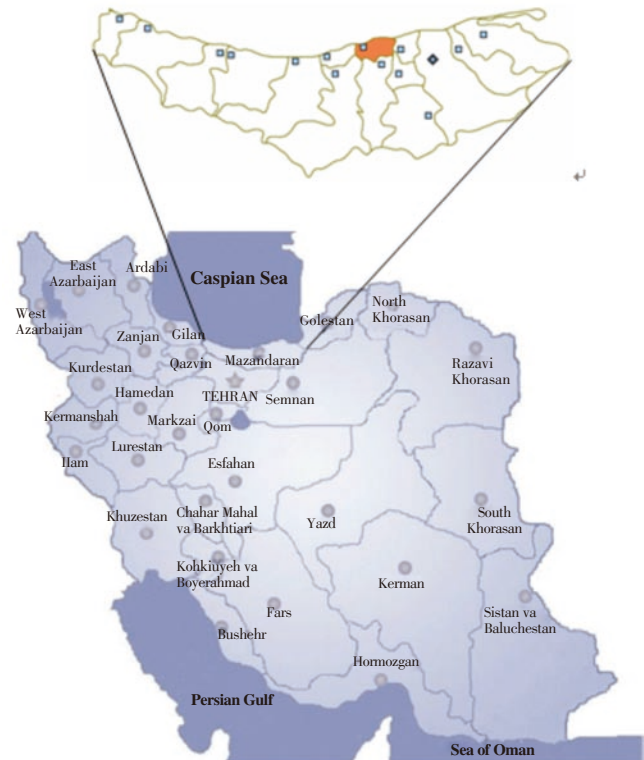 Caspian Sea
East
Azarbaijan
Ardabi
West
Azarbaijan
Zanjan
Gilan
Golestan
North
Khorasan
Kurdestan
Qazvin
Mazandaran
Razavi
Khorasan
Hamedan
TEHRAN
Semnan
Kermanshah
Markzai
Qom
Ilam
Lurestan
Esfahan
Khuzestan
Chahar Mahal
va Barkhtiari
Yazd
South
Khorasan
Kohkiuyeh va
Boyerahmad
Kerman
Fars
Sistan va
Baluchestan
Bushehr
Hormozgan
Persian Gulf
Sea of Oman